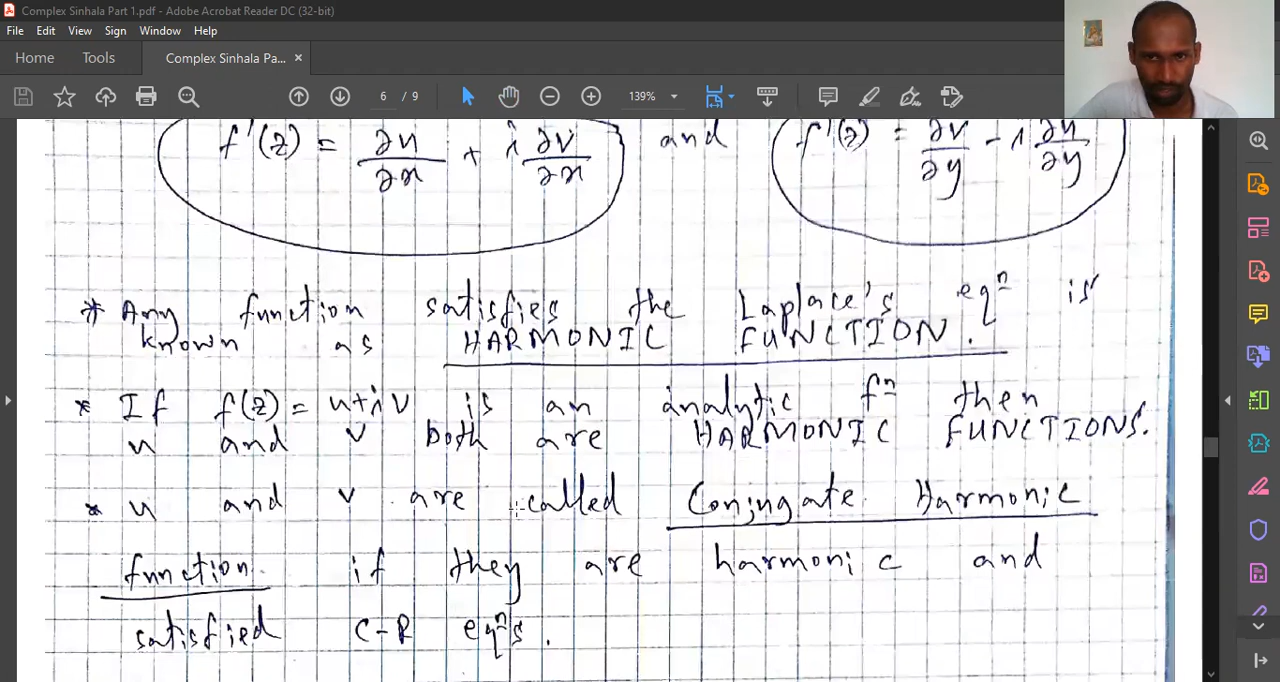 Complex Sinhala Part 1.pdf - Adobe Acrobat Reader DC (32-bit)
File Edit View Sign Window Help
Home Tools Complex Sinhala Pa... ×
6 / 9 139%
f'(z) = ∂u/∂x + i ∂v/∂x and f'(z) = ∂v/∂y - i ∂u/∂y
* Any function satisfies the Laplace's eqn is
known as HARMONIC FUNCTION.
* If f(z) = u+iv is an analytic fn then
u and v both are HARMONIC FUNCTIONS.
* u and v are called Conjugate Harmonic
function if they are harmonic and
satisfied C-R eqns.